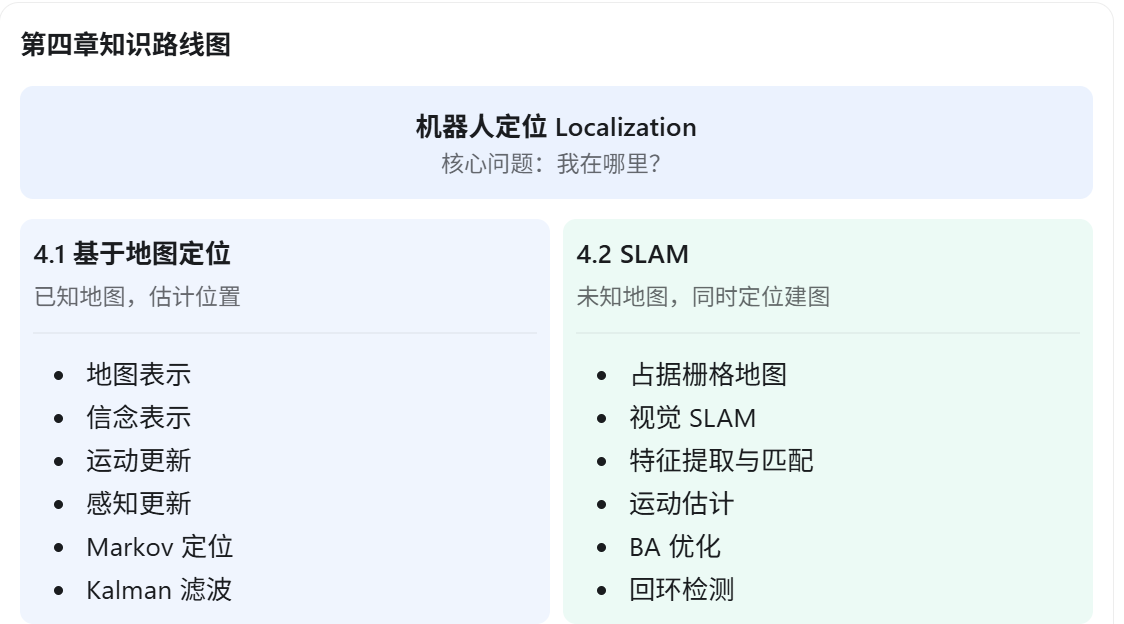 第四章知识路线图
机器人定位 Localization
核心问题：我在哪里？
4.1 基于地图定位
已知地图，估计位置
• 地图表示
• 信念表示
• 运动更新
• 感知更新
• Markov 定位
• Kalman 滤波
4.2 SLAM
未知地图，同时定位建图
• 占据栅格地图
• 视觉 SLAM
• 特征提取与匹配
• 运动估计
• BA 优化
• 回环检测